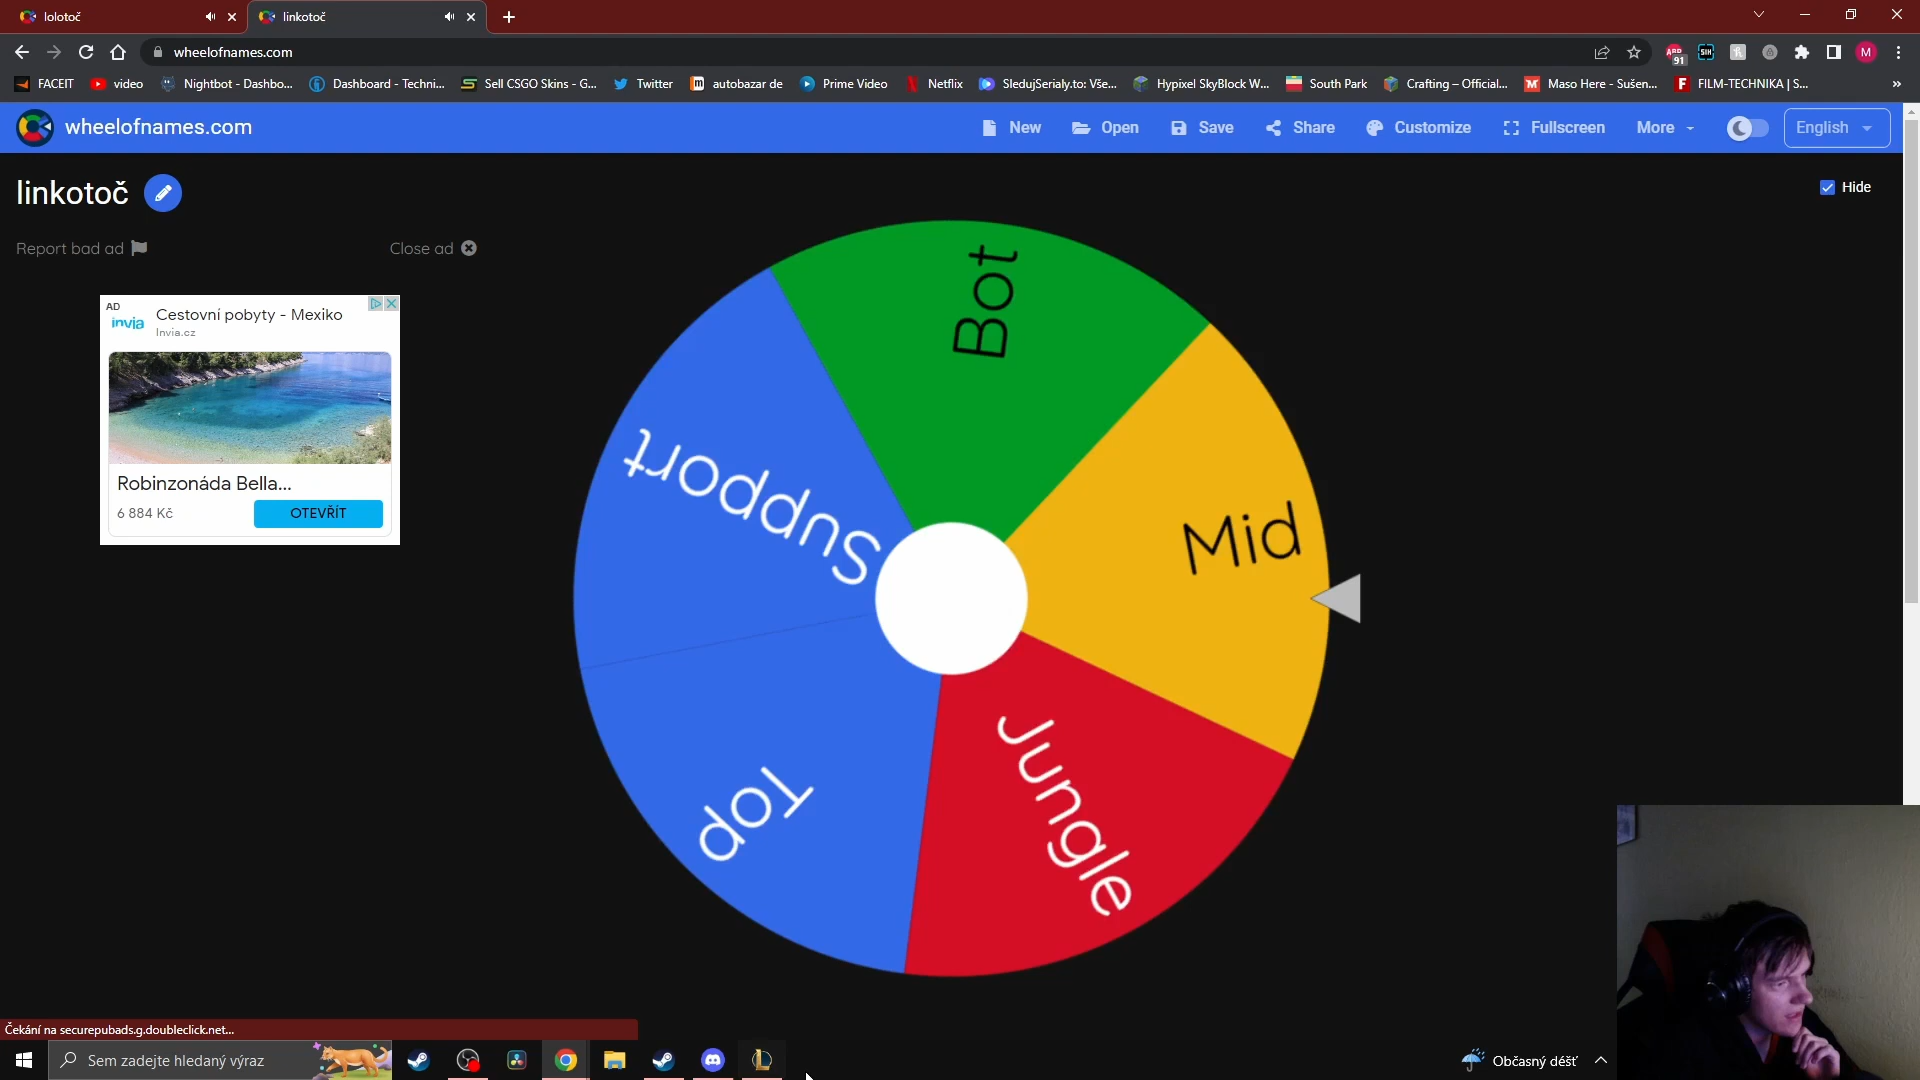 lolotoč
linkotoč
wheelofnames.com
ABP
91
SIH
M
FACEIT
video
Nightbot - Dashbo...
Dashboard - Techni...
Sell CSGO Skins - G...
Twitter
autobazar de
Prime Video
Netflix
SledujSerialy.to: Vše...
Hypixel SkyBlock W...
South Park
Crafting – Official...
Maso Here - Sušen...
FILM-TECHNIKA | S...
wheelofnames.com
New
Open
Save
Share
Customize
Fullscreen
More
English
linkotoč
Hide
Report bad ad
Close ad
AD
invia
Cestovní pobyty - Mexiko
Invia.cz
Robinzonáda Bella...
6 884 Kč
OTEVŘÍT
Bot
Mid
Support
Top
Jungle
Čekání na securepubads.g.doubleclick.net...
Sem zadejte hledaný výraz
Občasný déšť